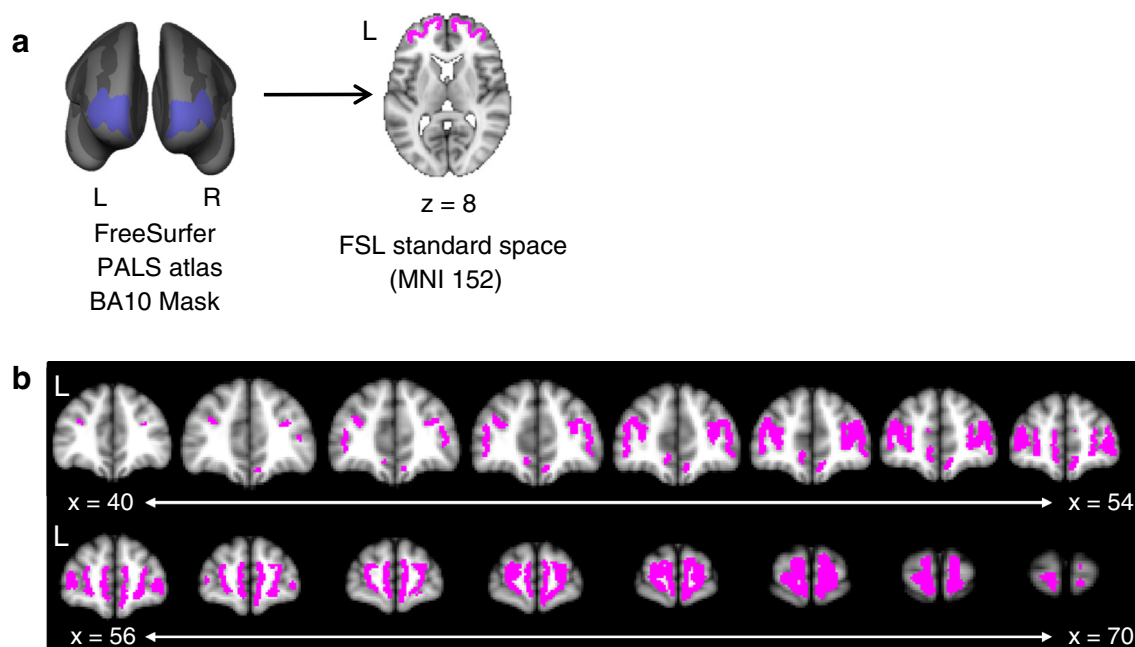 a
L
L R
FreeSurfer
PALS atlas
BA10 Mask
z = 8
FSL standard space
(MNI 152)
b
L
x = 40 x = 54
L
x = 56 x = 70